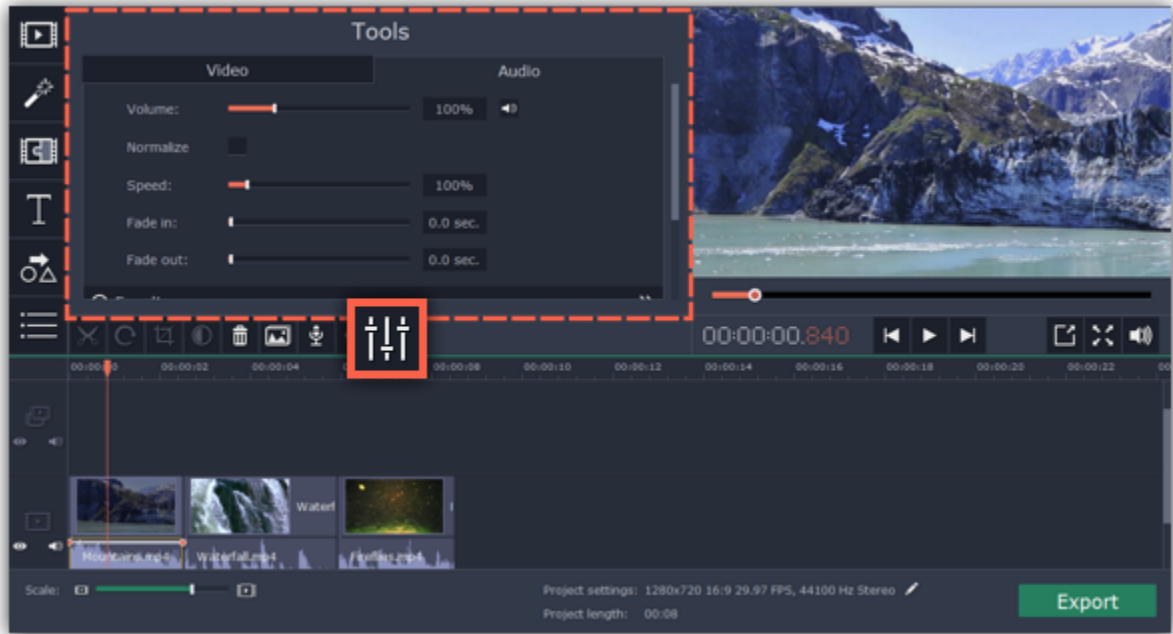 Tools
Video Audio
Volume: 100%
Normalize
Speed: 100%
Fade in: 0.0 sec.
Fade out: 0.0 sec.
T
00:00:00.840
00:00:02 00:00:04 00:00:08 00:00:10 00:00:12 00:00:14 00:00:16 00:00:18 00:00:20 00:00:22
Waterf
Mountains.mp4 Waterfall.mp4 Fireflies.mp4
Scale:
Project settings: 1280x720 16:9 29.97 FPS, 44100 Hz Stereo
Project length: 00:08
Export